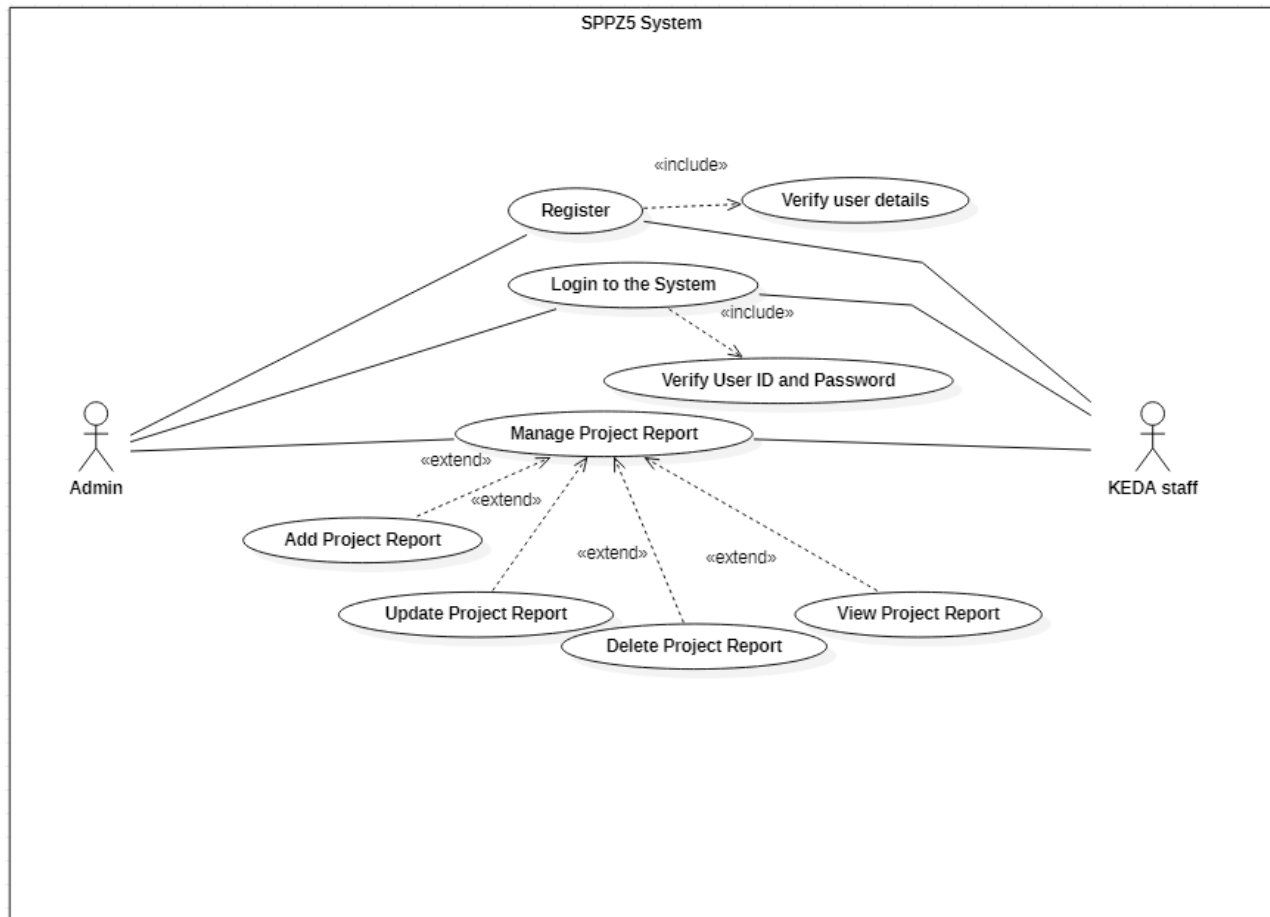 SPPZ5 System
«include»
Verify user details
Register
Login to the System
«include»
Verify User ID and Password
Manage Project Report
«extend»
Admin
KEDA staff
«extend»
Add Project Report
«extend»
«extend»
Update Project Report
View Project Report
Delete Project Report